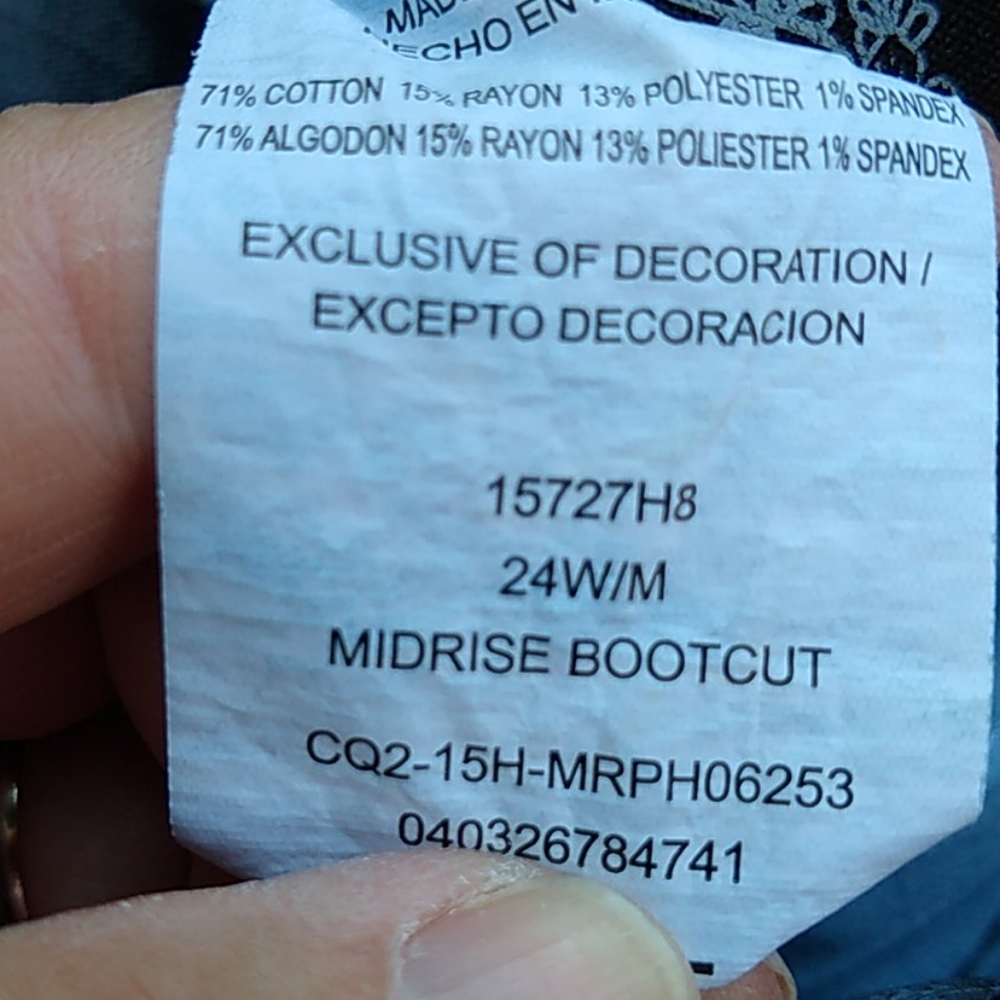 HECHO EN
71% COTTON 15% RAYON 13% POLYESTER 1% SPANDEX
71% ALGODON 15% RAYON 13% POLIESTER 1% SPANDEX
EXCLUSIVE OF DECORATION /
EXCEPTO DECORACION
15727H8
24W/M
MIDRISE BOOTCUT
CQ2-15H-MRPH06253
040326784741